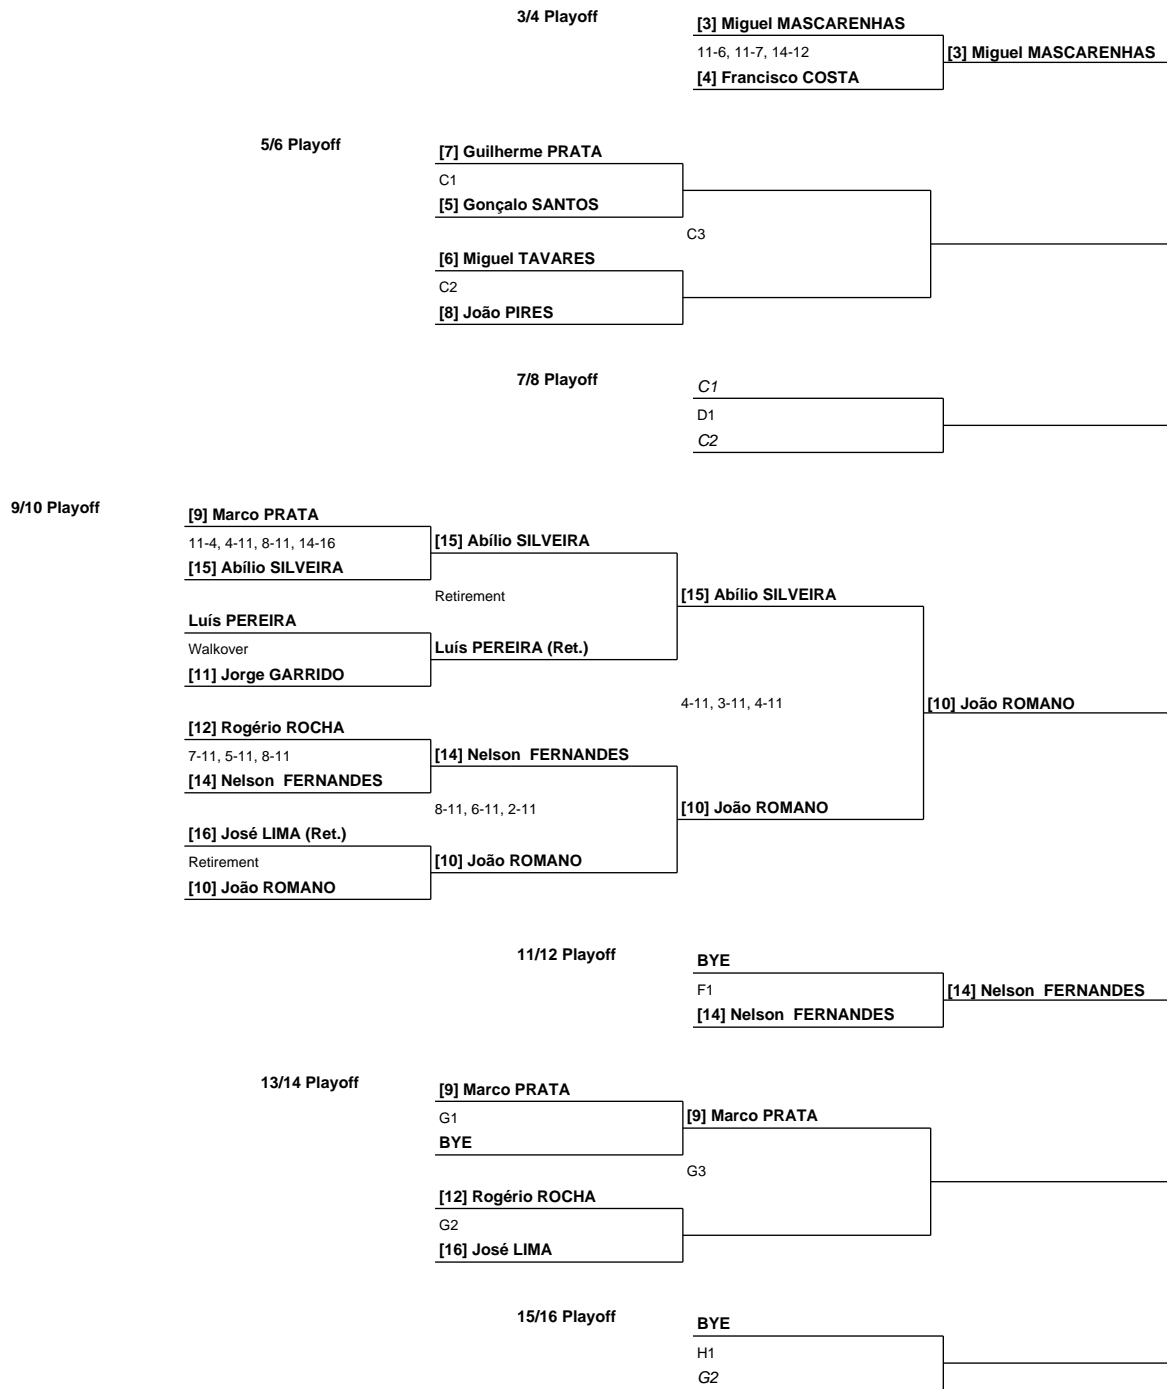 3/4 Playoff
[3] Miguel MASCARENHAS
11-6, 11-7, 14-12
[3] Miguel MASCARENHAS
[4] Francisco COSTA
5/6 Playoff
[7] Guilherme PRATA
C1
[5] Gonçalo SANTOS
C3
[6] Miguel TAVARES
C2
[8] João PIRES
7/8 Playoff
C1
D1
C2
9/10 Playoff
[9] Marco PRATA
11-4, 4-11, 8-11, 14-16
[15] Abílio SILVEIRA
[15] Abílio SILVEIRA
Retirement
[15] Abílio SILVEIRA
Luís PEREIRA
Walkover
Luís PEREIRA (Ret.)
[11] Jorge GARRIDO
4-11, 3-11, 4-11
[10] João ROMANO
[12] Rogério ROCHA
7-11, 5-11, 8-11
[14] Nelson  FERNANDES
[14] Nelson  FERNANDES
8-11, 6-11, 2-11
[10] João ROMANO
[16] José LIMA (Ret.)
Retirement
[10] João ROMANO
[10] João ROMANO
11/12 Playoff
BYE
F1
[14] Nelson  FERNANDES
[14] Nelson  FERNANDES
13/14 Playoff
[9] Marco PRATA
G1
[9] Marco PRATA
BYE
G3
[12] Rogério ROCHA
G2
[16] José LIMA
15/16 Playoff
BYE
H1
G2